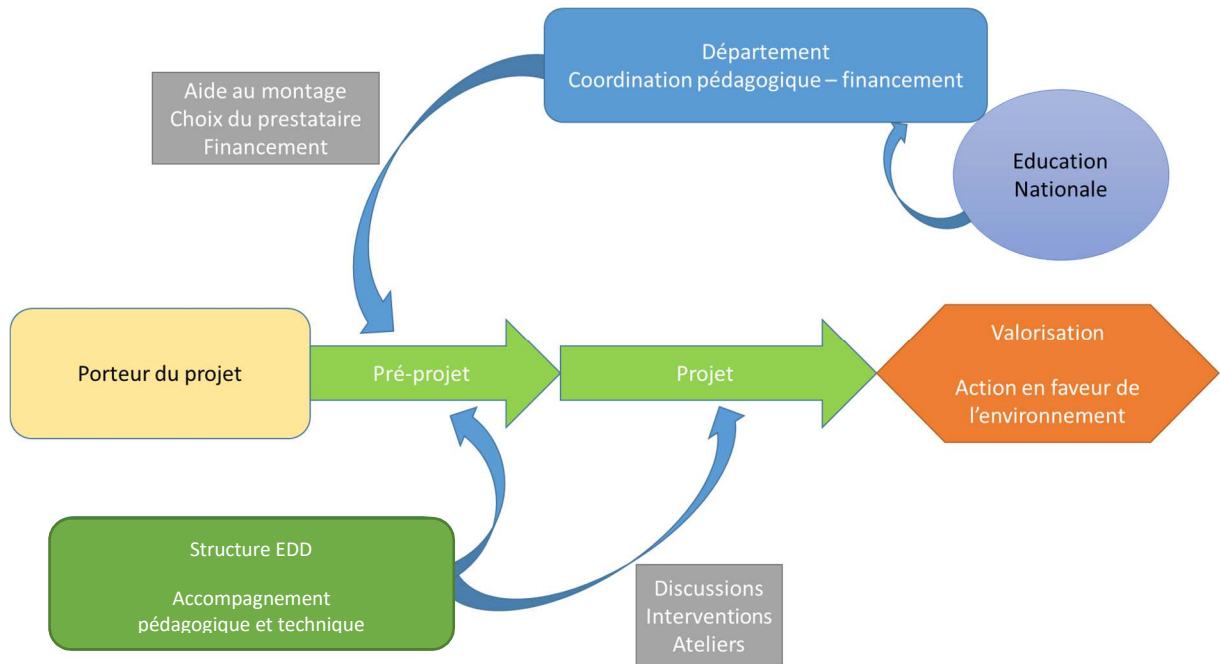 Département
Coordination pédagogique – financement
Aide au montage
Choix du prestataire
Financement
Education
Nationale
Porteur du projet
Pré-projet
Projet
Valorisation
Action en faveur de
l'environnement
Structure EDD
Accompagnement
pédagogique et technique
Discussions
Interventions
Ateliers